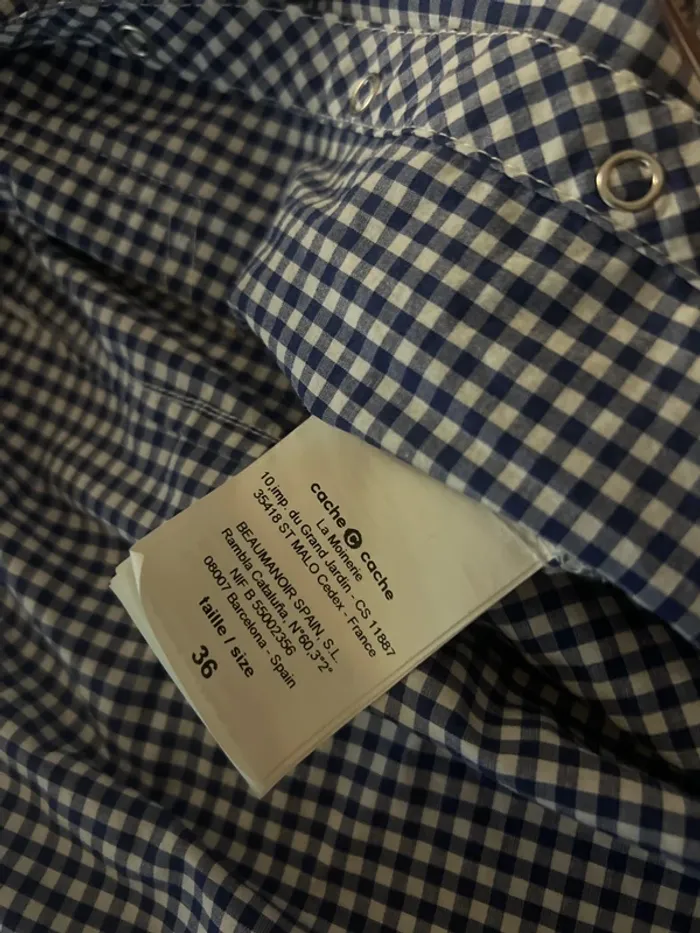 cache C cache
La Moinerie
10,imp. du Grand Jardin - CS 11887
35418 ST MALO Cedex - France
BEAUMANOIR SPAIN, S.L.
Rambla Cataluña, N°60,3°2°
NIF B 55002356
08007 Barcelona - Spain
taille / size
36